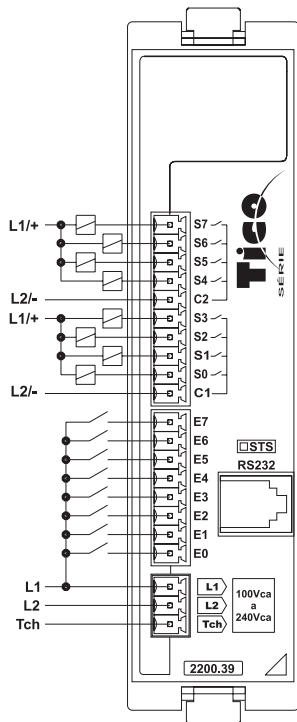 L1/+
L2/-
L1/+
L2/-
L1
L2
Tch
S7
S6
S5
S4
C2
S3
S2
S1
S0
C1
E7
E6
E5
E4
E3
E2
E1
E0
L1
L2
Tch
Tico
SÉRIE
STS
RS232
100Vca
a
240Vca
2200.39